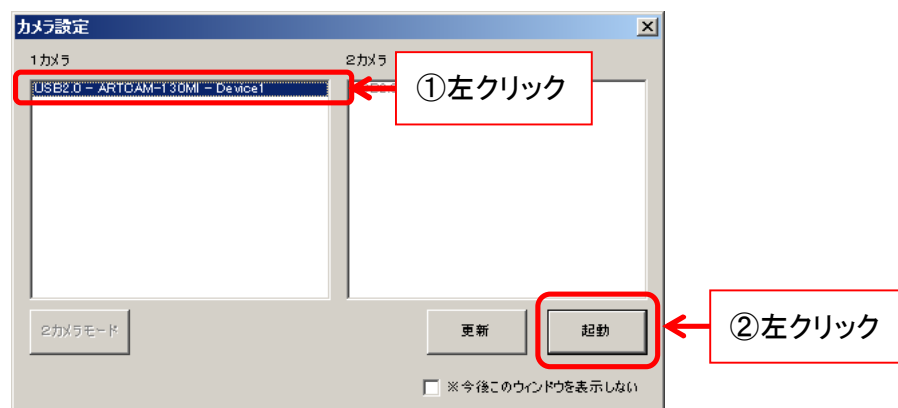 カメラ設定
1カメラ
2カメラ
USB2.0 - ARTCAM-130MI - Device1
①左クリック
2カメラモード
更新
起動
②左クリック
※今後このウィンドウを表示しない